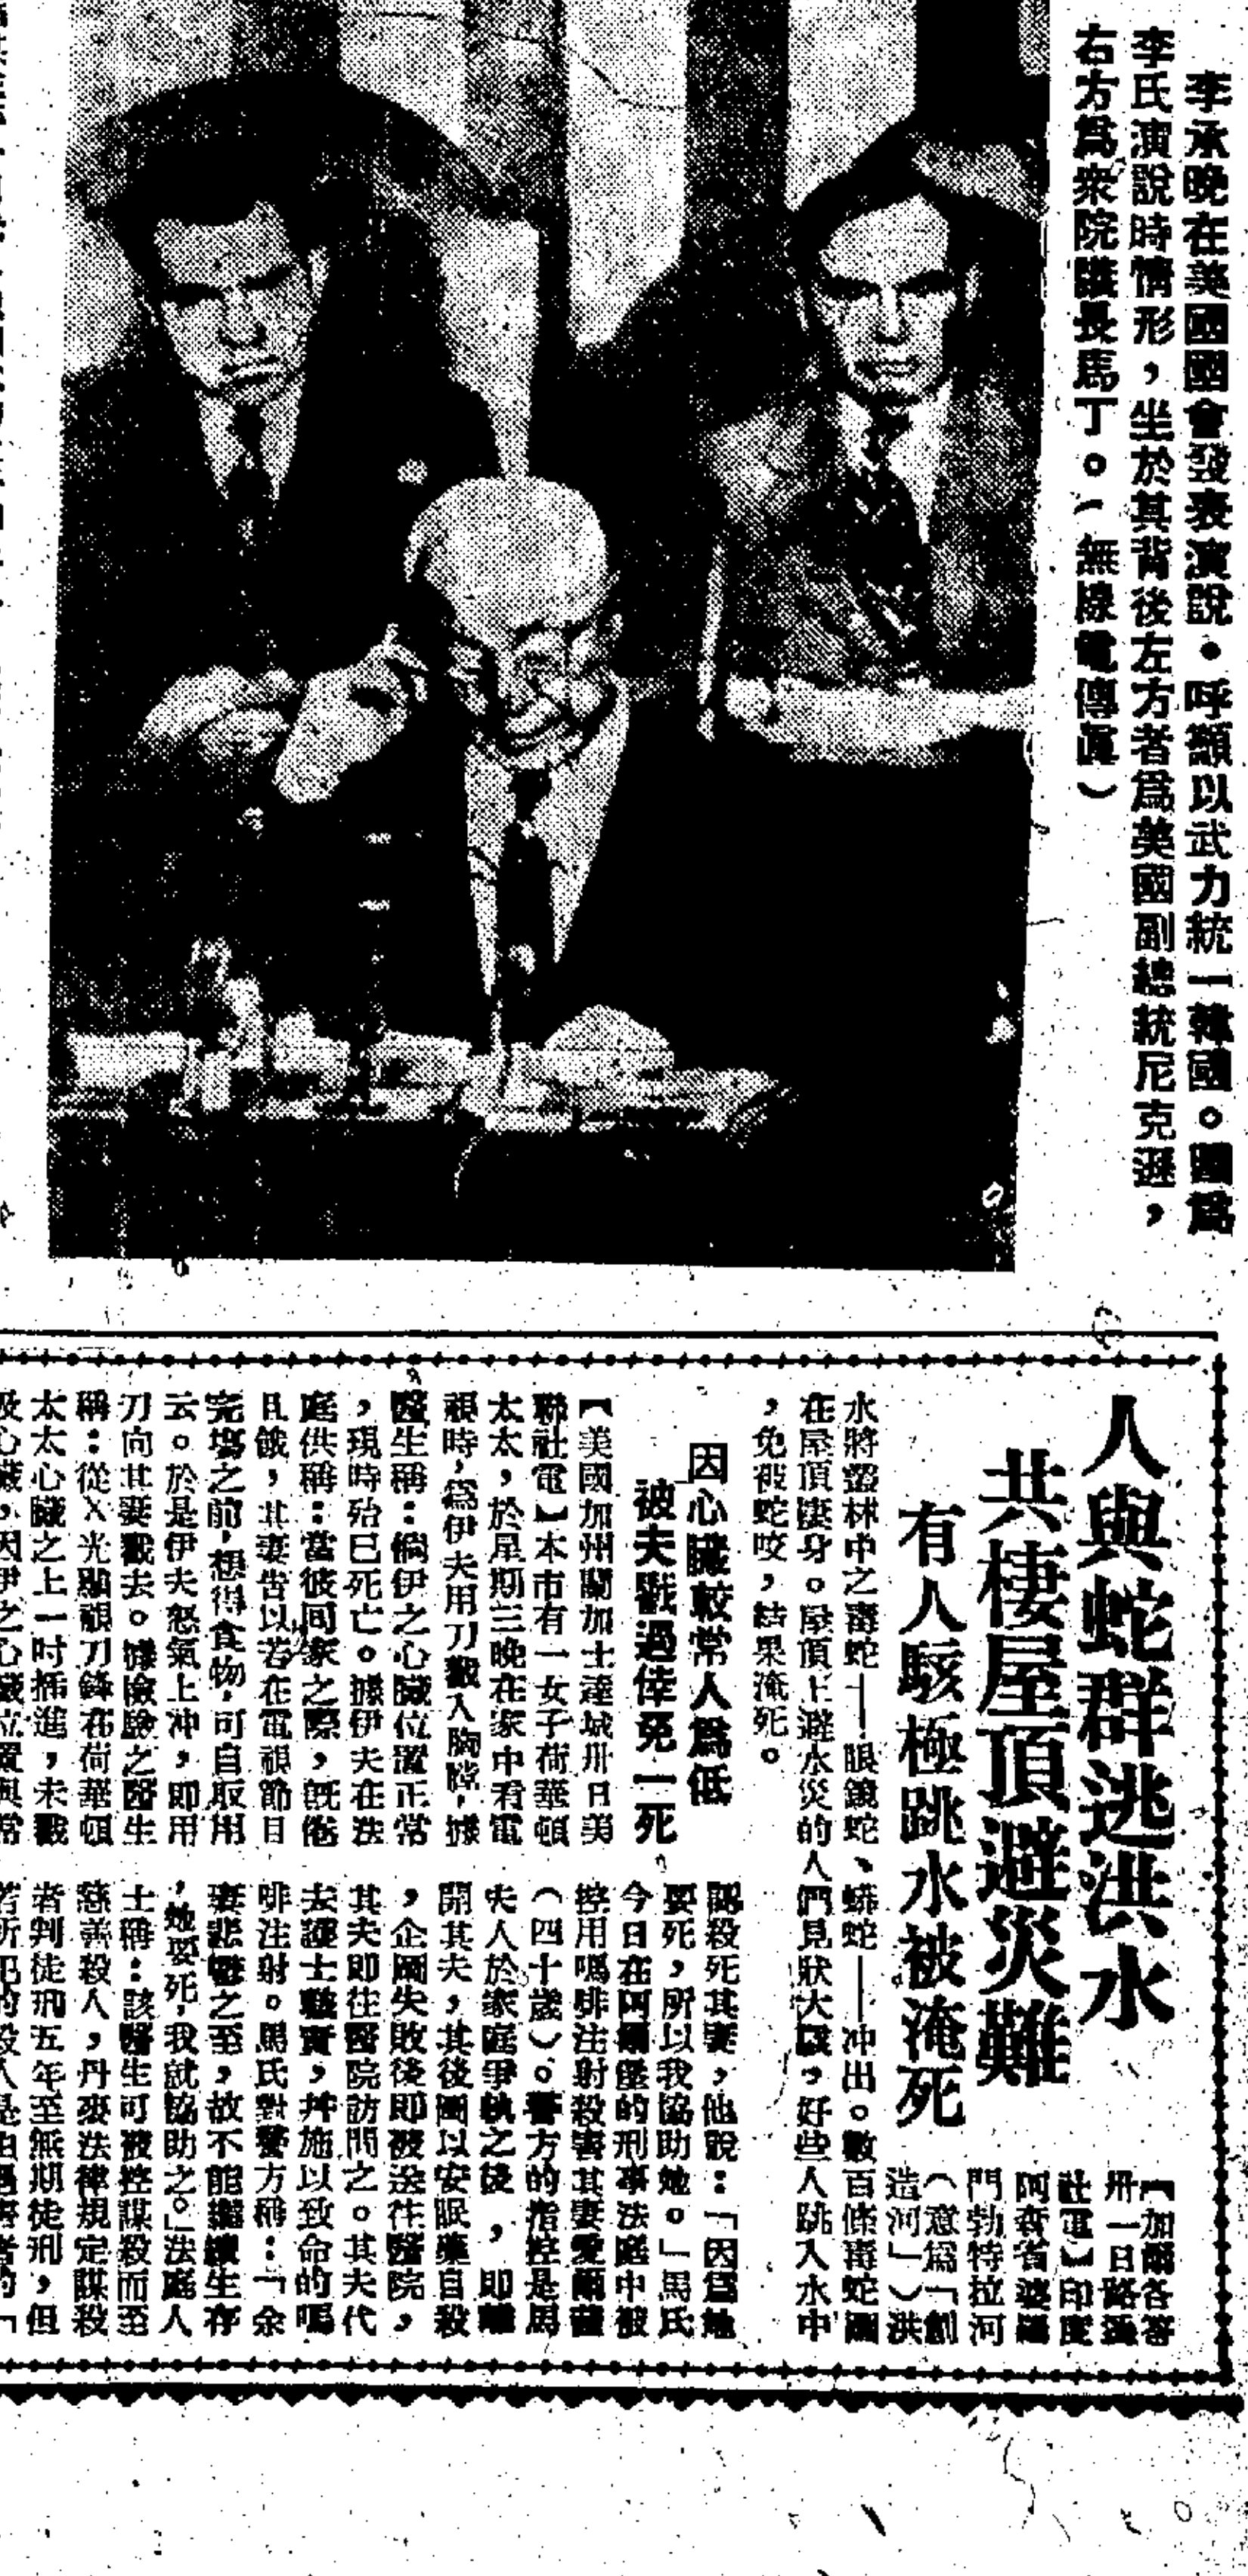 李承晚在美國國會發表演說・呼籲以武力統一韓國。圖爲
李氏演說時情形，坐於其背後左方者爲美國副總統尼克遜，
右方爲衆院議長馬丁。（無線電傳眞）
人與蛇群逃洪水
共棲屋頂避災難
有人駭極跳水被淹死
【加爾各答
卅一日路透
社電】印度
阿薩省婆羅
門勃特拉河
（意爲「創
造河」）洪
水將叢林中之毒蛇——眼鏡蛇、蟒蛇——冲出。數百條毒蛇圍
在屋頂棲身。屋頂上避水災的人們見狀大駭，好些人跳入水中
，免被蛇咬，結果淹死。
因心臟較常人爲低
被夫戳過倖免一死
【美國加州蘭加士達城卅日美
聯社電】本市有一女子荷華頓
太太，於星期三晚在家中看電
視時，爲伊夫用刀戳入胸膛，據
醫生稱：倘伊之心臟位置正常
，現時殆已死亡。據伊夫在法
庭供稱：當彼回家之際，旣倦
且餓，其妻告以若在電視節目
完塲之前，想得食物，可自取用
云。於是伊夫怒氣上冲，即用
刀向其妻戳去。據檢驗之醫生
稱：從X光顯視刀鋒在荷華頓
太太心臟之上一吋插進，未戳
及心臟，因伊之心臟位置與常
認殺死其妻，他說：「因爲她
要死，所以我協助她。」馬氏
今日在阿爾堡的刑事法庭中被
控用嗎啡注射殺害其妻愛爾薩
（四十歲）。警方的指控是馬
夫人於家庭爭執之後，即離
開其夫，其後圖以安眠藥自殺
，企圖失敗後即被送往醫院，
其夫即往醫院訪問之。其夫代
去護士職責，幷施以致命的嗎
啡注射。馬氏對警方稱：「余
妻悲鬱之至，故不能繼續生存
，她要死，我就協助之。」法庭人
士稱：該醫生可被控謀殺而至
慈善殺人，丹麥法律規定謀殺
者判徒刑五年至無期徒刑，但
若所犯的殺人是由遇害者的「